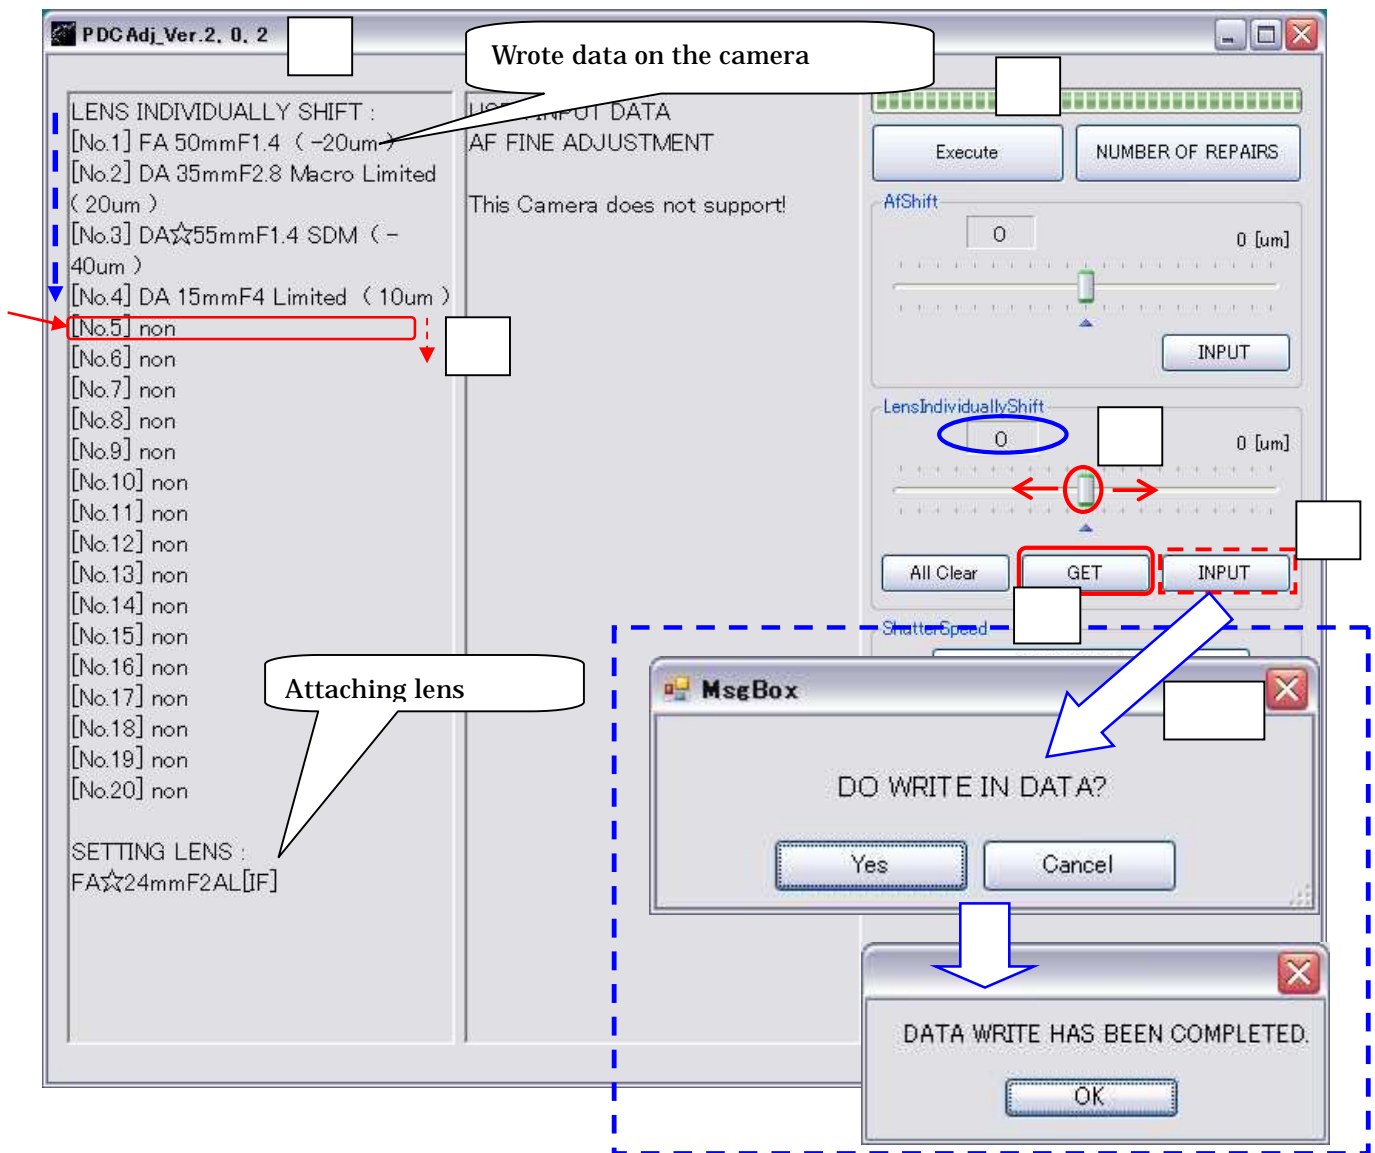 PDCAdj_Ver.2, 0, 2
Wrote data on the camera
LENS INDIVIDUALLY SHIFT :
[No.1] FA 50mmF1.4 ( -20um )
[No.2] DA 35mmF2.8 Macro Limited
( 20um )
[No.3] DA☆55mmF1.4 SDM ( -
40um )
[No.4] DA 15mmF4 Limited ( 10um )
[No.5] non
[No.6] non
[No.7] non
[No.8] non
[No.9] non
[No.10] non
[No.11] non
[No.12] non
[No.13] non
[No.14] non
[No.15] non
[No.16] non
[No.17] non
[No.18] non
[No.19] non
[No.20] non
Attaching lens
SETTING LENS :
FA☆24mmF2AL[IF]
INPUT DATA
AF FINE ADJUSTMENT
This Camera does not support!
Execute
NUMBER OF REPAIRS
AfShift
0
0 [um]
INPUT
LensIndividuallyShift
0
0 [um]
All Clear
GET
INPUT
ShutterSpeed
MsgBox
DO WRITE IN DATA?
Yes
Cancel
DATA WRITE HAS BEEN COMPLETED.
OK